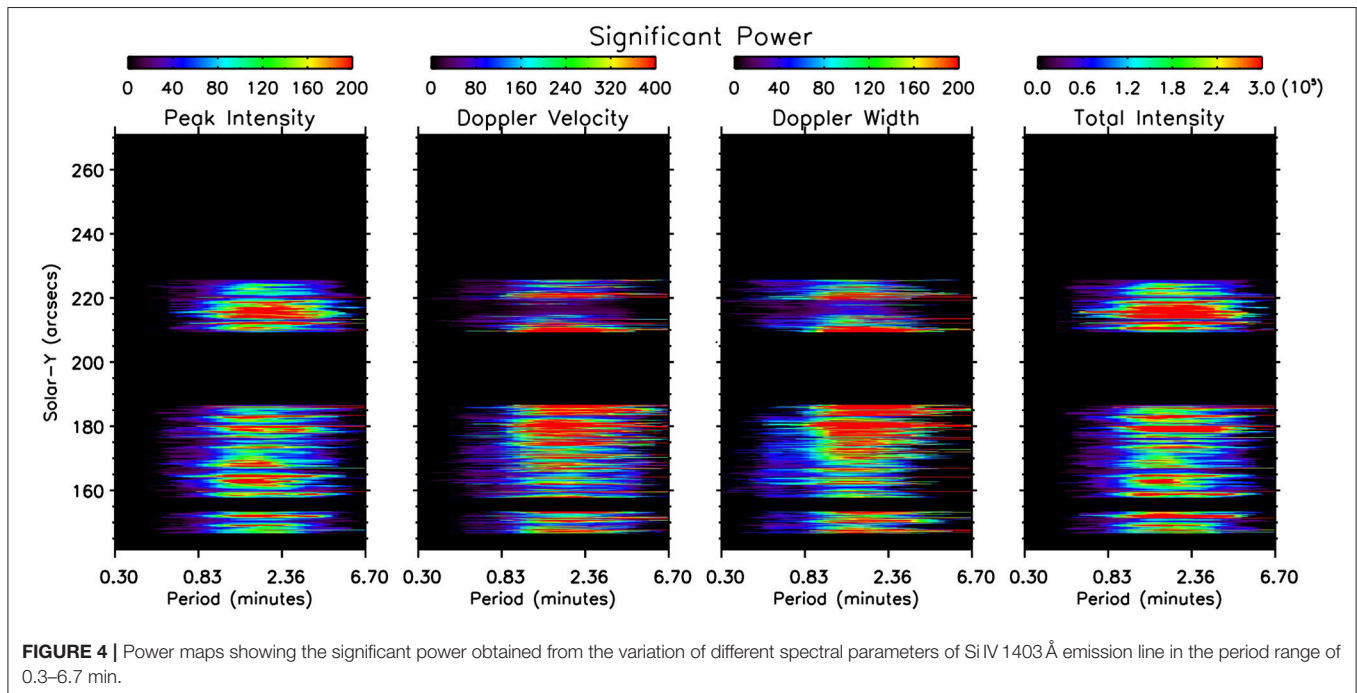 Significant Power
0 40 80 120 160 200
0 80 160 240 320 400
0 40 80 120 160 200
0.0 0.6 1.2 1.8 2.4 3.0 (10⁵)
Peak Intensity
Doppler Velocity
Doppler Width
Total Intensity
Solar-Y (arcsecs)
260
240
220
200
180
160
0.30 0.83 2.36 6.70
0.30 0.83 2.36 6.70
0.30 0.83 2.36 6.70
0.30 0.83 2.36 6.70
Period (minutes)
Period (minutes)
Period (minutes)
Period (minutes)
FIGURE 4 | Power maps showing the significant power obtained from the variation of different spectral parameters of Si IV 1403 Å emission line in the period range of
0.3–6.7 min.